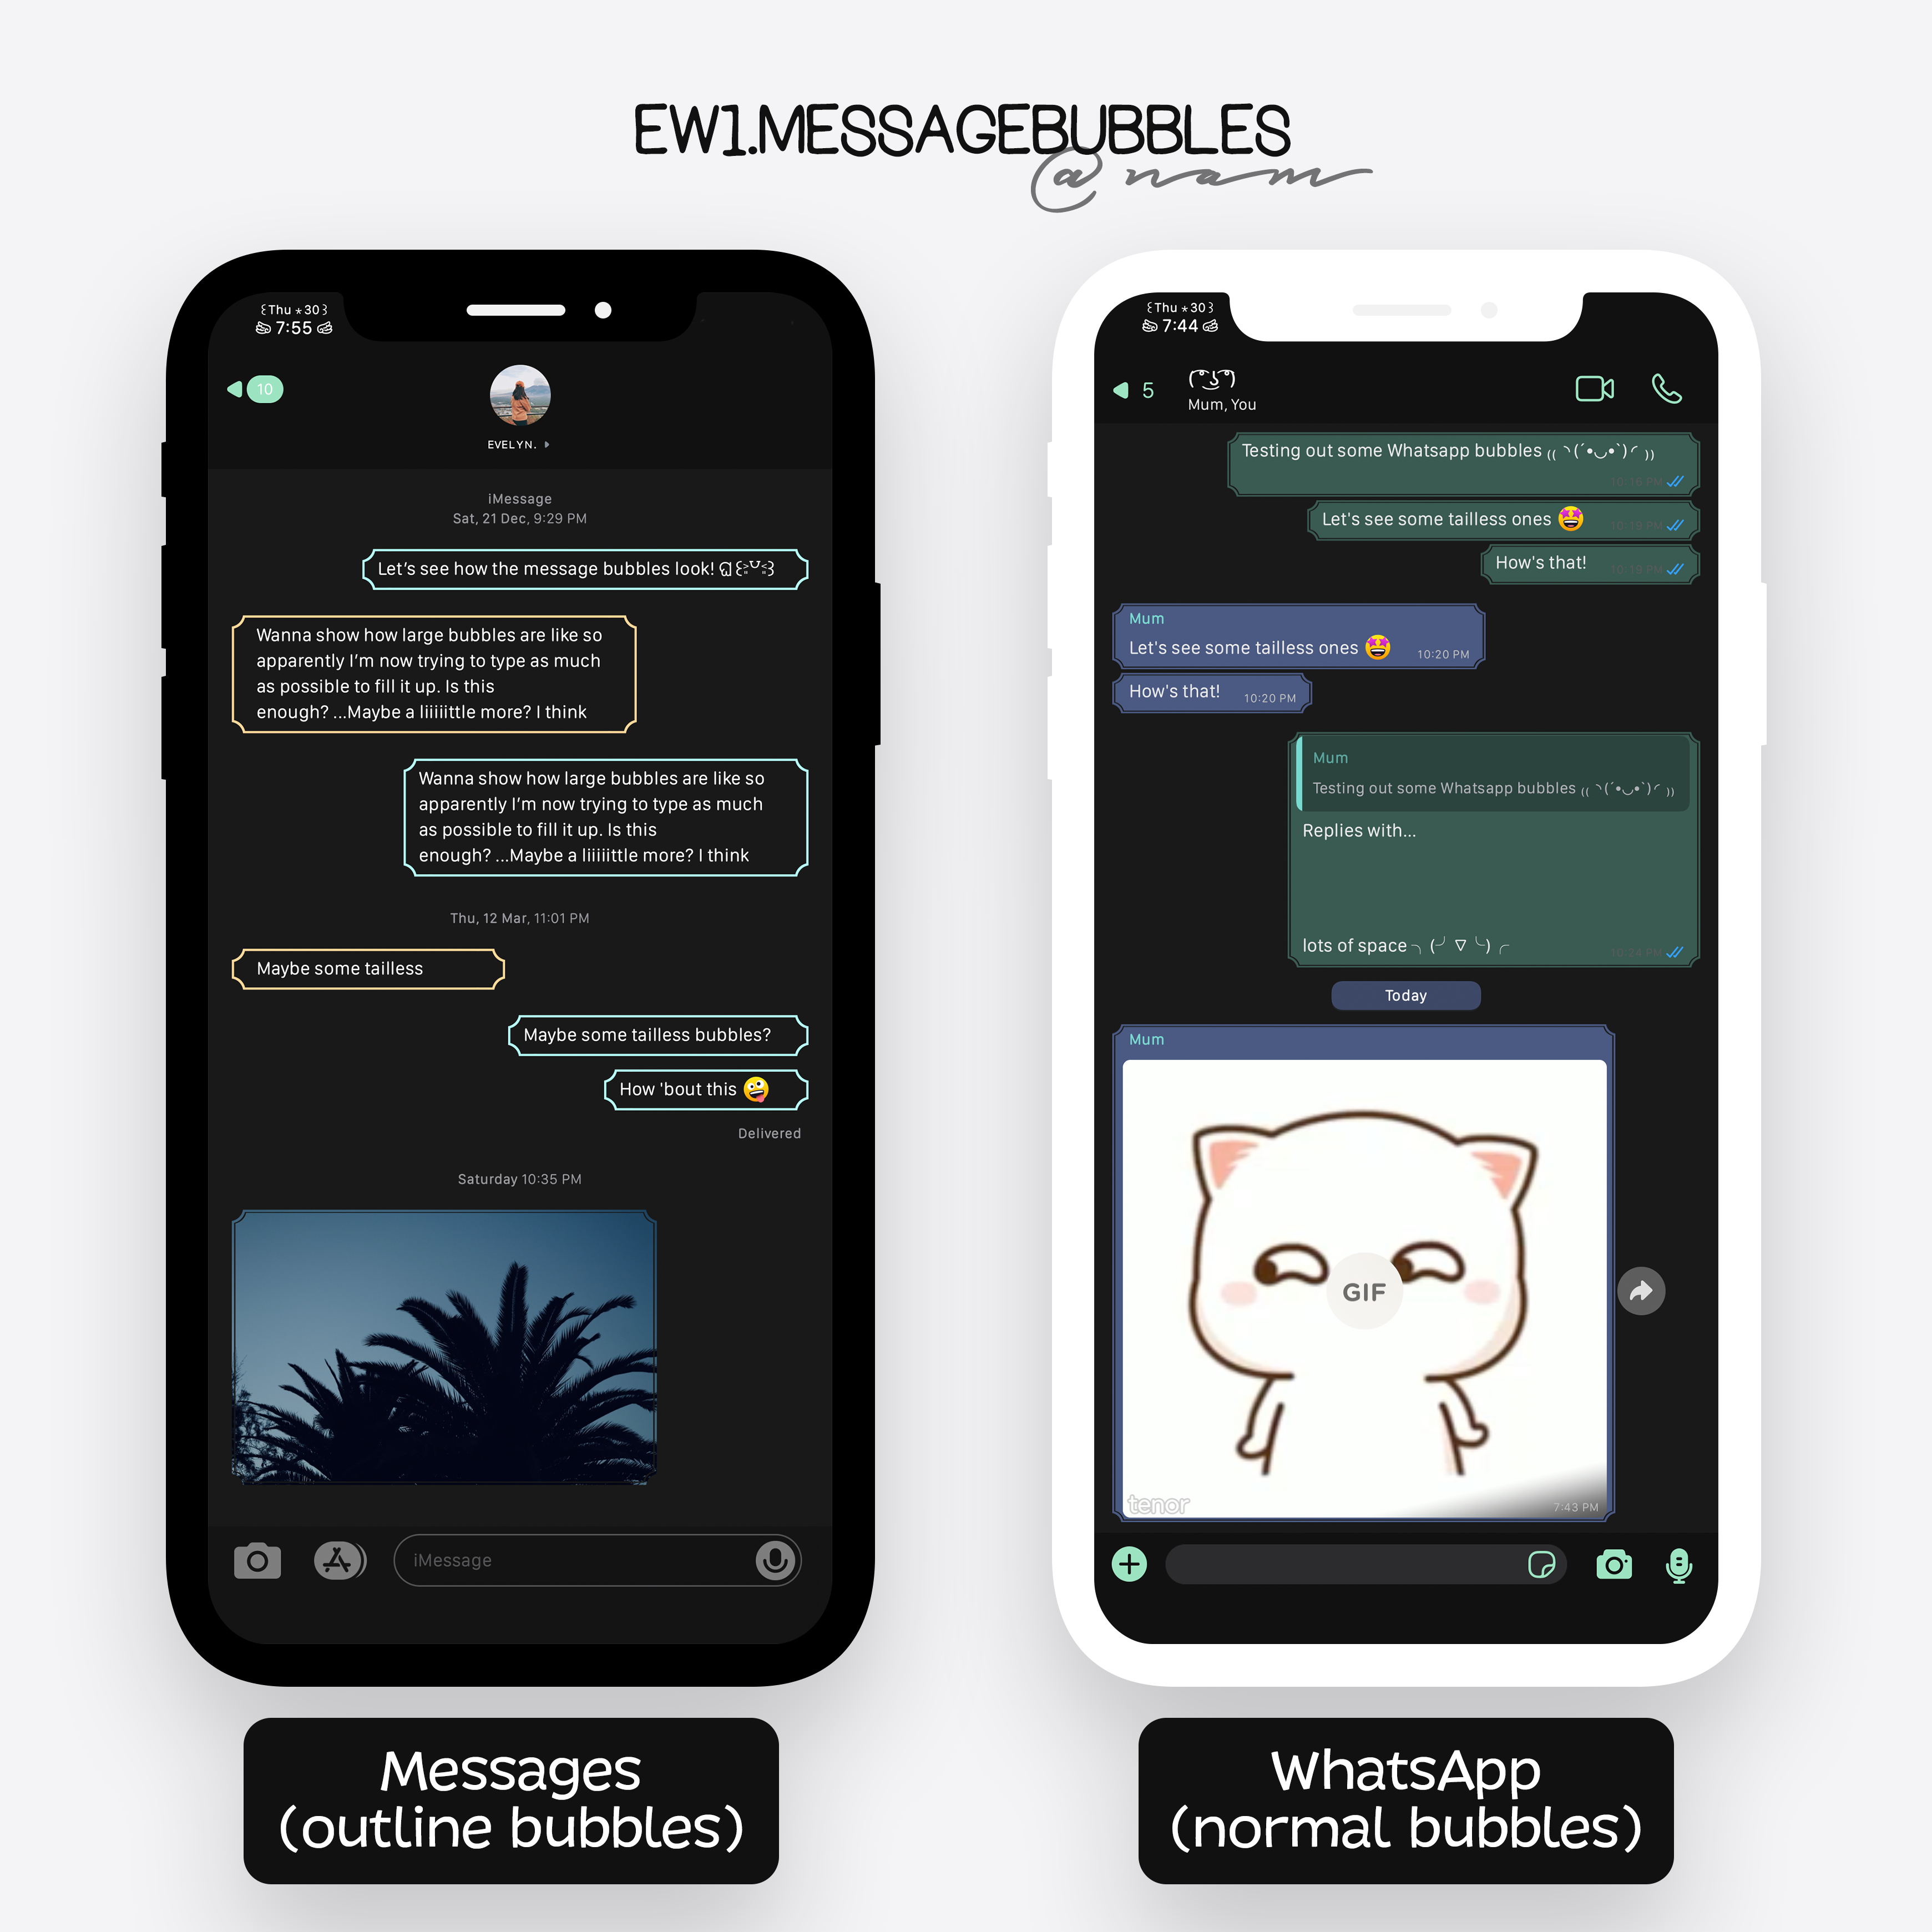 EW1.MESSAGEBUBBLES
@nam
꒰Thu ⋆30꒱
7:55
10
EVELYN.
iMessage
Sat, 21 Dec, 9:29 PM
Let’s see how the message bubbles look!
Wanna show how large bubbles are like so
apparently I’m now trying to type as much
as possible to fill it up. Is this
enough? ...Maybe a liiiiittle more? I think
Wanna show how large bubbles are like so
apparently I’m now trying to type as much
as possible to fill it up. Is this
enough? ...Maybe a liiiiittle more? I think
Thu, 12 Mar, 11:01 PM
Maybe some tailless
Maybe some tailless bubbles?
How 'bout this 🤪
Delivered
Saturday 10:35 PM
iMessage
Messages
(outline bubbles)
꒰Thu ⋆30꒱
7:44
5
( ͡° ͜ʖ ͡°)
Mum, You
Testing out some Whatsapp bubbles ₍₍ ◝(´•◡•`)◜ ₎₎
10:16 PM
Let's see some tailless ones 🤩
10:19 PM
How's that!
10:19 PM
Mum
Let's see some tailless ones 🤩
10:20 PM
How's that!
10:20 PM
Mum
Testing out some Whatsapp bubbles ₍₍ ◝(´•◡•`)◜ ₎₎
Replies with...
lots of space ╮(╯▽╰)╭
10:24 PM
Today
Mum
GIF
tenor
7:43 PM
WhatsApp
(normal bubbles)